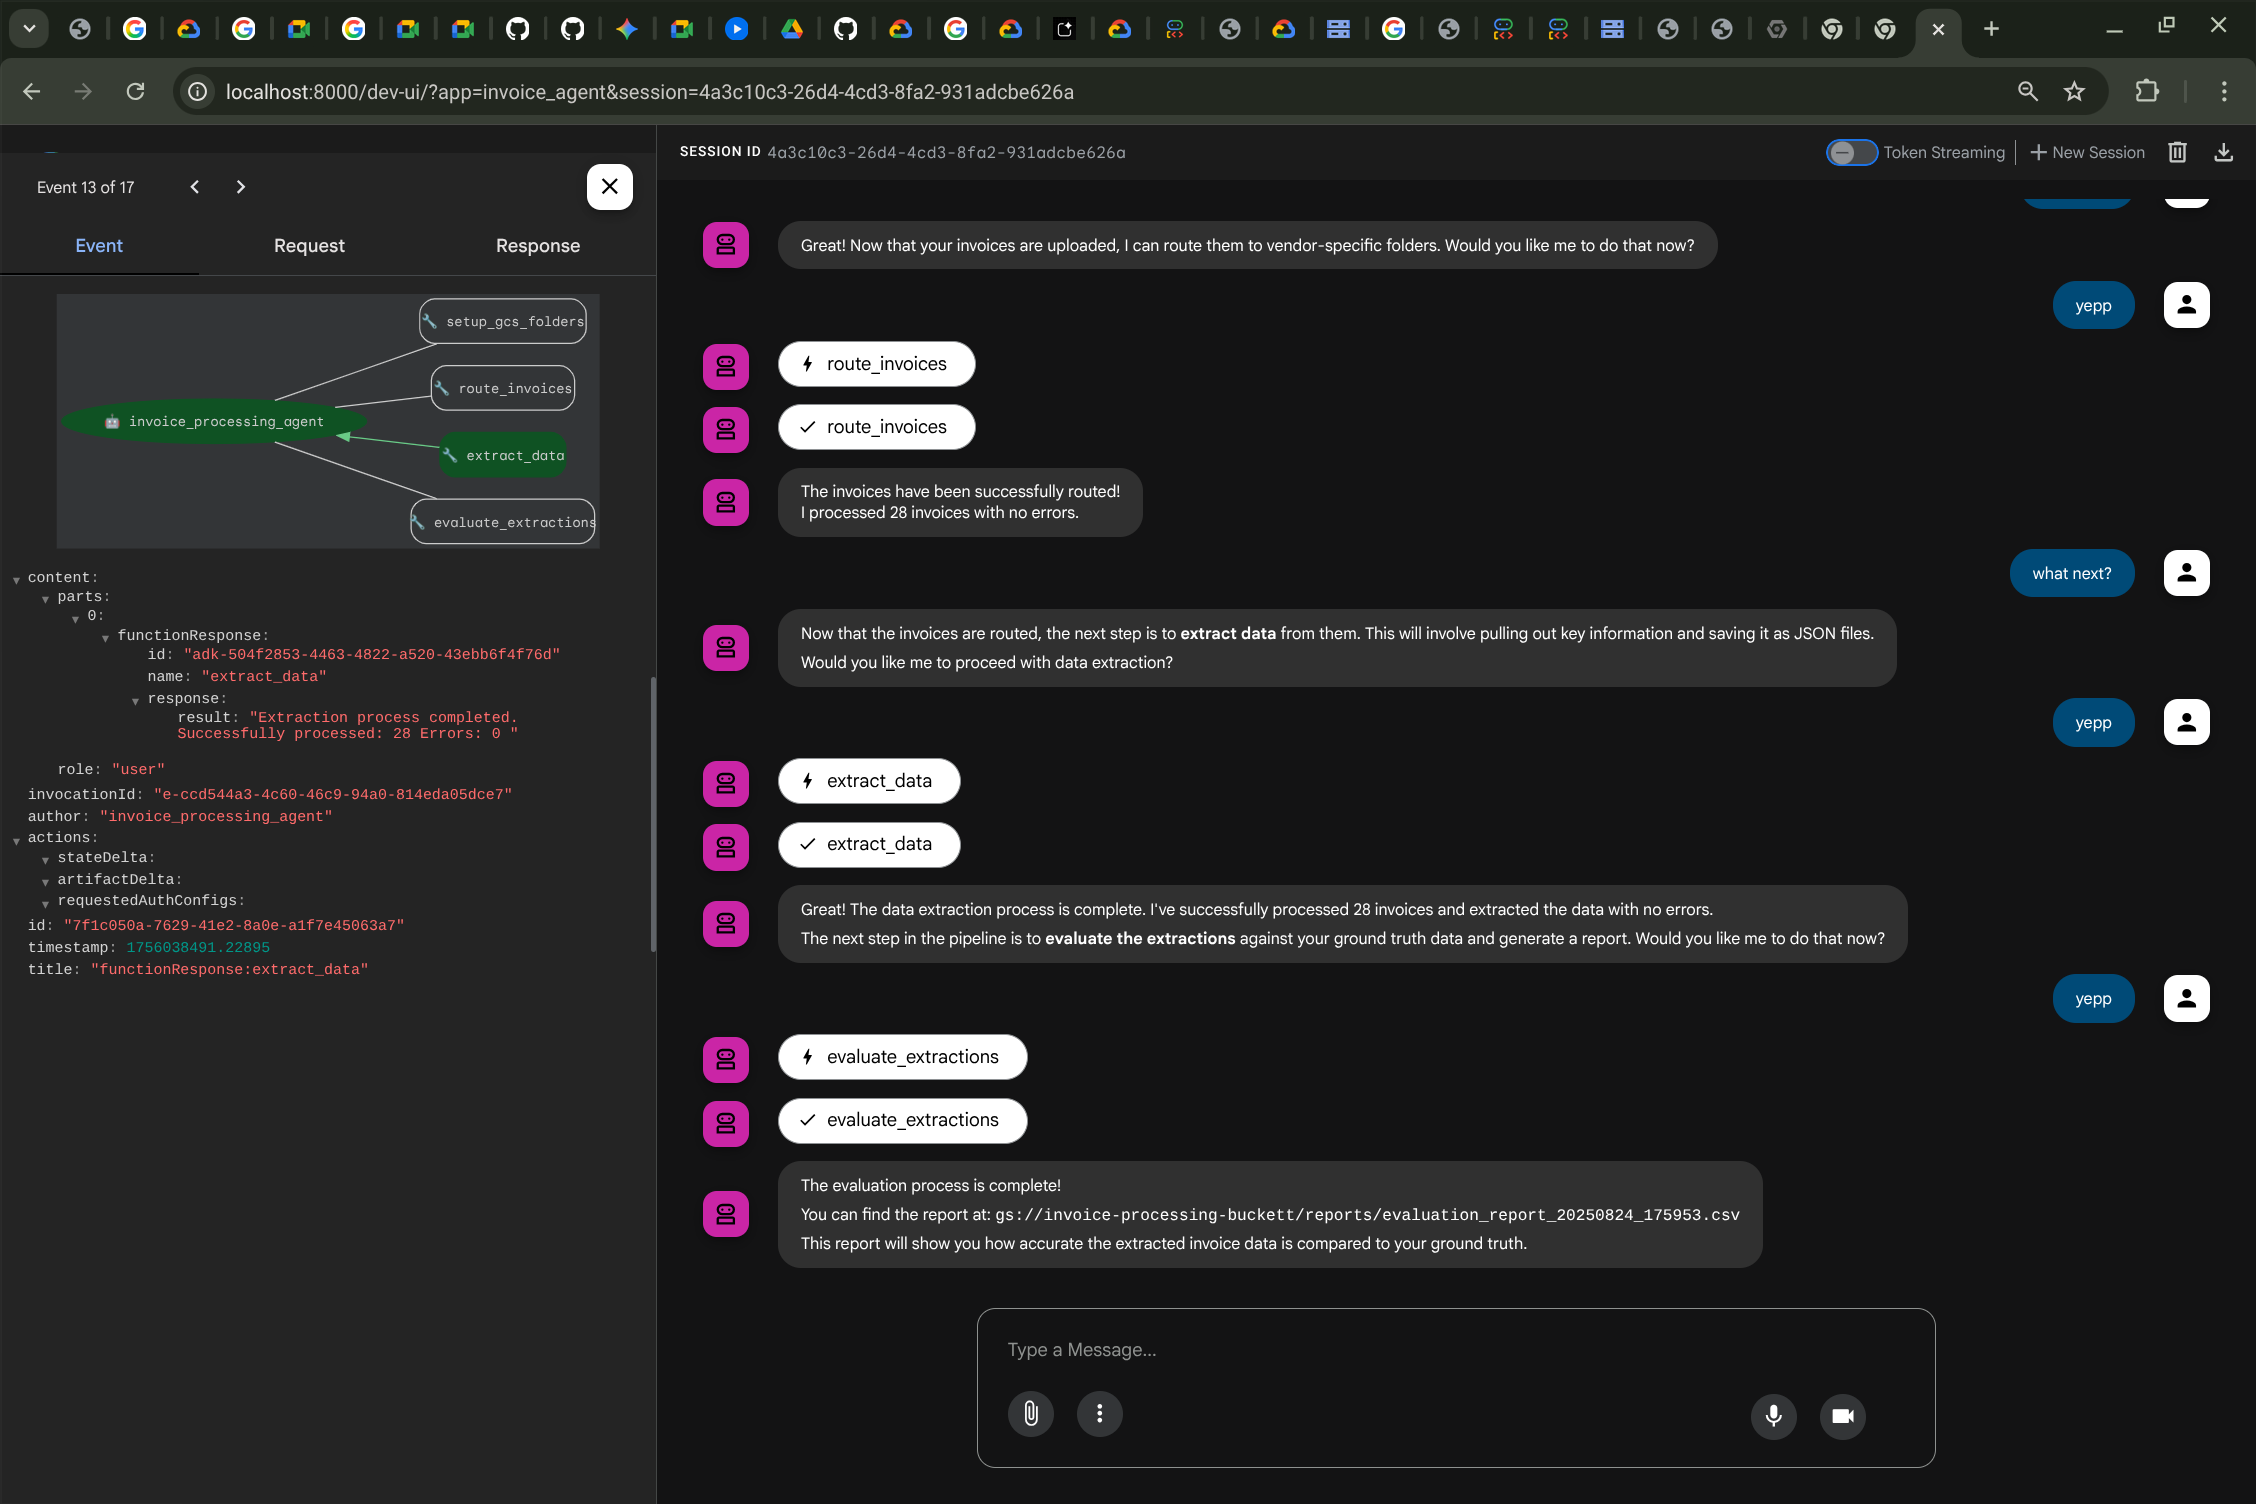 localhost:8000/dev-ui/?app=invoice_agent&session=4a3c10c3-26d4-4cd3-8fa2-931adcbe626a
Event 13 of 17
Event
Request
Response
setup_gcs_folders
route_invoices
invoice_processing_agent
extract_data
evaluate_extractions
content:
parts:
0:
functionResponse:
id: "adk-504f2853-4463-4822-a520-43ebb6f4f76d"
name: "extract_data"
response:
result: "Extraction process completed.
Successfully processed: 28 Errors: 0 "
role: "user"
invocationId: "e-ccd544a3-4c60-46c9-94a0-814eda05dce7"
author: "invoice_processing_agent"
actions:
stateDelta:
artifactDelta:
requestedAuthConfigs:
id: "7f1c050a-7629-41e2-8a0e-a1f7e45063a7"
timestamp: 1756038491.22895
title: "functionResponse:extract_data"
SESSION ID 4a3c10c3-26d4-4cd3-8fa2-931adcbe626a
Token Streaming
New Session
Great! Now that your invoices are uploaded, I can route them to vendor-specific folders. Would you like me to do that now?
yepp
route_invoices
route_invoices
The invoices have been successfully routed!
I processed 28 invoices with no errors.
what next?
Now that the invoices are routed, the next step is to extract data from them. This will involve pulling out key information and saving it as JSON files.
Would you like me to proceed with data extraction?
yepp
extract_data
extract_data
Great! The data extraction process is complete. I've successfully processed 28 invoices and extracted the data with no errors.
The next step in the pipeline is to evaluate the extractions against your ground truth data and generate a report. Would you like me to do that now?
yepp
evaluate_extractions
evaluate_extractions
The evaluation process is complete!
You can find the report at: gs://invoice-processing-buckett/reports/evaluation_report_20250824_175953.csv
This report will show you how accurate the extracted invoice data is compared to your ground truth.
Type a Message...